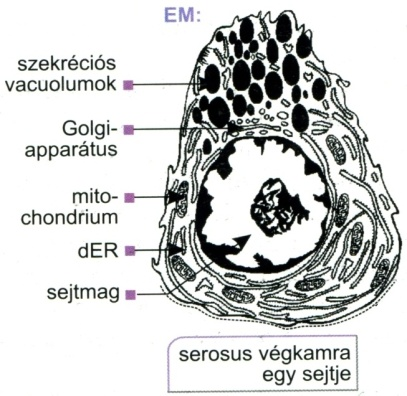 EM:
szekréciós
vacuolumok
Golgi-
apparátus
mito-
chondrium
dER
sejtmag
serosus végkamra
egy sejtje